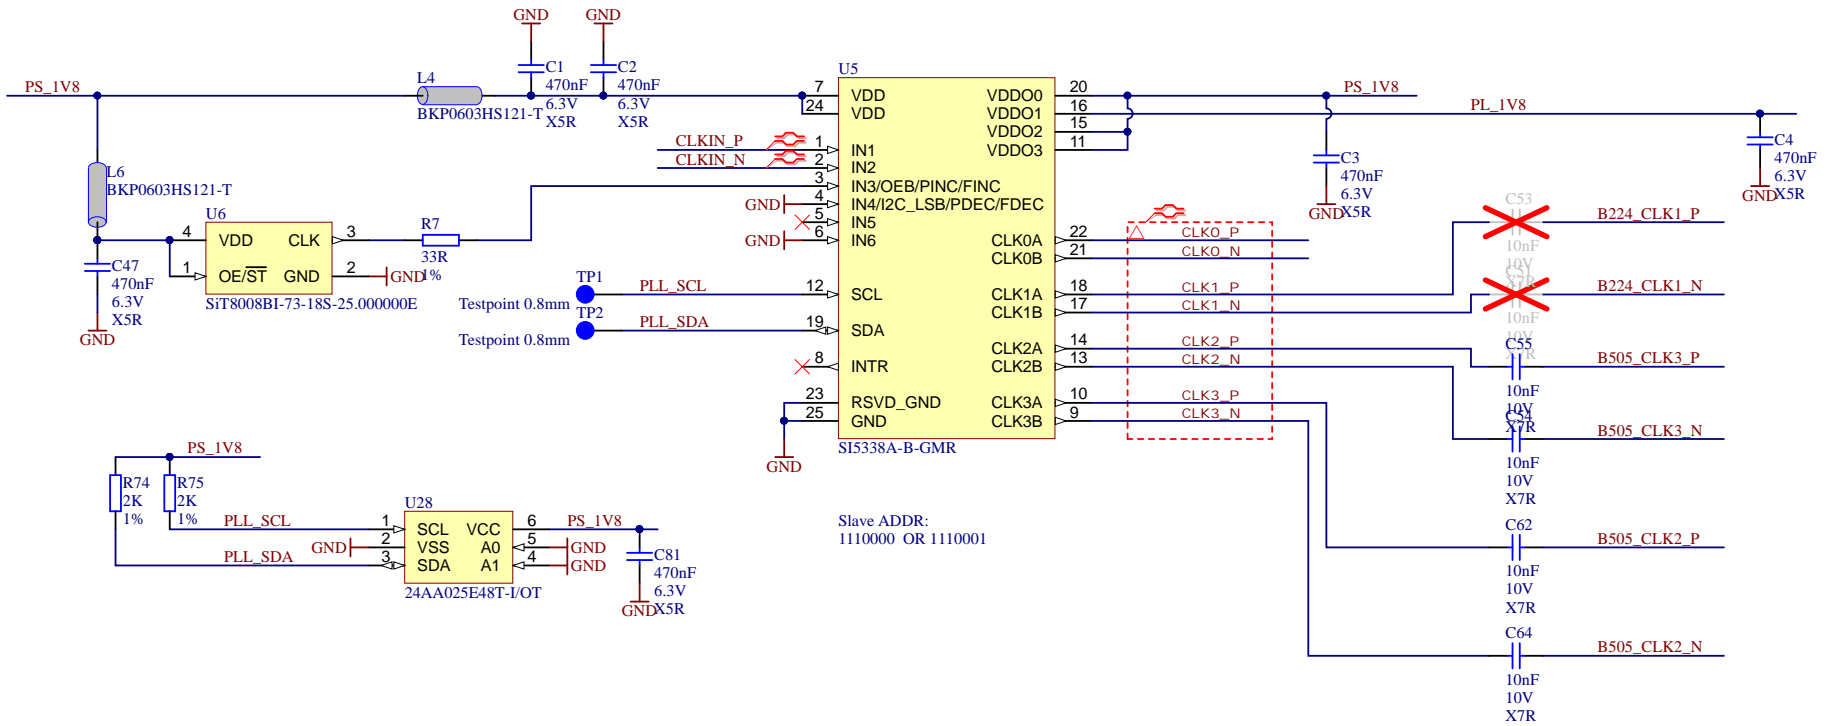 GND
GND
PS_1V8
L4
BKP0603HS121-T
C1
470nF
6.3V
X5R
C2
470nF
6.3V
X5R
U5
7
VDD
24
VDD
CLKIN_P
1
IN1
CLKIN_N
2
IN2
3
IN3/OEB/PINC/FINC
GND
4
IN4/I2C_LSB/PDEC/FDEC
5
IN5
GND
6
IN6
12
SCL
19
SDA
8
INTR
23
RSVD_GND
25
GND
GND
VDDO0
20
VDDO1
16
VDDO2
15
VDDO3
11
CLK0A
22
CLK0B
21
CLK1A
18
CLK1B
17
CLK2A
14
CLK2B
13
CLK3A
10
CLK3B
9
SI5338A-B-GMR
PS_1V8
PL_1V8
C3
470nF
6.3V
X5R
GND
C4
470nF
6.3V
X5R
GND
CLK0_P
CLK0_N
CLK1_P
CLK1_N
CLK2_P
CLK2_N
CLK3_P
CLK3_N
C53
10nF
10V
X7R
B224_CLK1_P
C51
10nF
10V
X7R
B224_CLK1_N
C55
10nF
10V
X7R
B505_CLK3_P
C54
10nF
10V
X7R
B505_CLK3_N
C62
10nF
10V
X7R
B505_CLK2_P
C64
10nF
10V
X7R
B505_CLK2_N
L6
BKP0603HS121-T
U6
4
VDD
CLK
3
1
OE/ST
GND
2
GND
SiT8008BI-73-18S-25.000000E
R7
33R
1%
C47
470nF
6.3V
X5R
GND
TP1
Testpoint 0.8mm
PLL_SCL
TP2
Testpoint 0.8mm
PLL_SDA
PS_1V8
R74
2K
1%
R75
2K
1%
PLL_SCL
GND
PLL_SDA
U28
1
SCL
2
VSS
3
SDA
VCC
6
A0
5
A1
4
24AA025E48T-I/OT
PS_1V8
GND
GND
C81
470nF
6.3V
X5R
GND
Slave ADDR:
1110000 OR 1110001